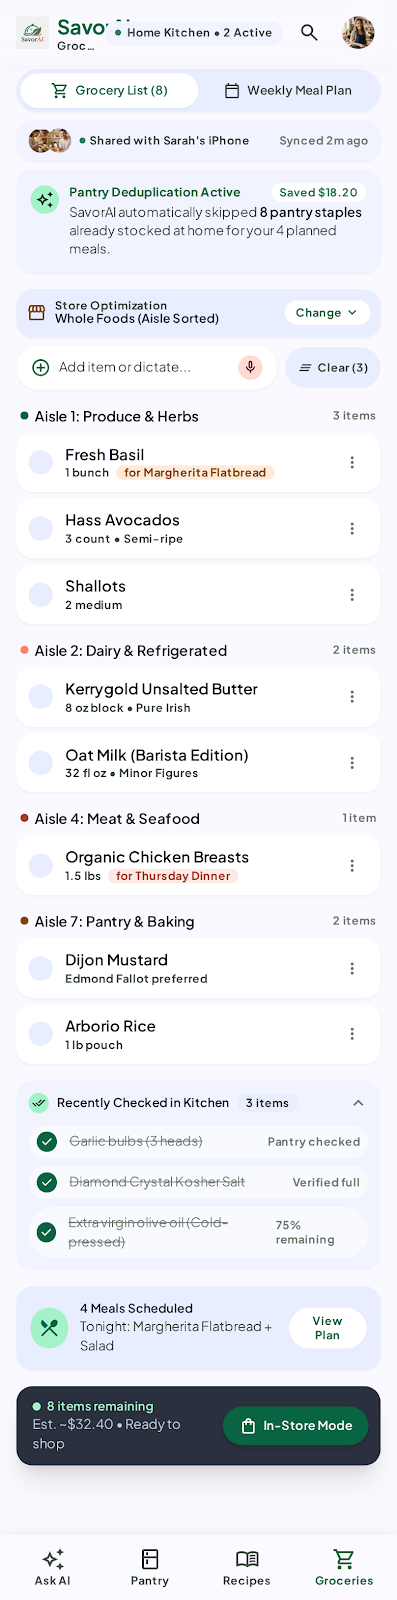 SavorAI
Savor
Home Kitchen • 2 Active
Groc...
Grocery List (8)
Weekly Meal Plan
Shared with Sarah's iPhone
Synced 2m ago
Pantry Deduplication Active
Saved $18.20
SavorAI automatically skipped 8 pantry staples
already stocked at home for your 4 planned
meals.
Store Optimization
Whole Foods (Aisle Sorted)
Change
Add item or dictate...
Clear (3)
Aisle 1: Produce & Herbs
3 items
Fresh Basil
1 bunch
for Margherita Flatbread
Hass Avocados
3 count • Semi-ripe
Shallots
2 medium
Aisle 2: Dairy & Refrigerated
2 items
Kerrygold Unsalted Butter
8 oz block • Pure Irish
Oat Milk (Barista Edition)
32 fl oz • Minor Figures
Aisle 4: Meat & Seafood
1 item
Organic Chicken Breasts
1.5 lbs
for Thursday Dinner
Aisle 7: Pantry & Baking
2 items
Dijon Mustard
Edmond Fallot preferred
Arborio Rice
1 lb pouch
Recently Checked in Kitchen
3 items
Garlic bulbs (3 heads)
Pantry checked
Diamond Crystal Kosher Salt
Verified full
Extra virgin olive oil (Cold-
pressed)
75%
remaining
4 Meals Scheduled
Tonight: Margherita Flatbread +
Salad
View
Plan
8 items remaining
Est. ~$32.40 • Ready to
shop
In-Store Mode
Ask AI
Pantry
Recipes
Groceries